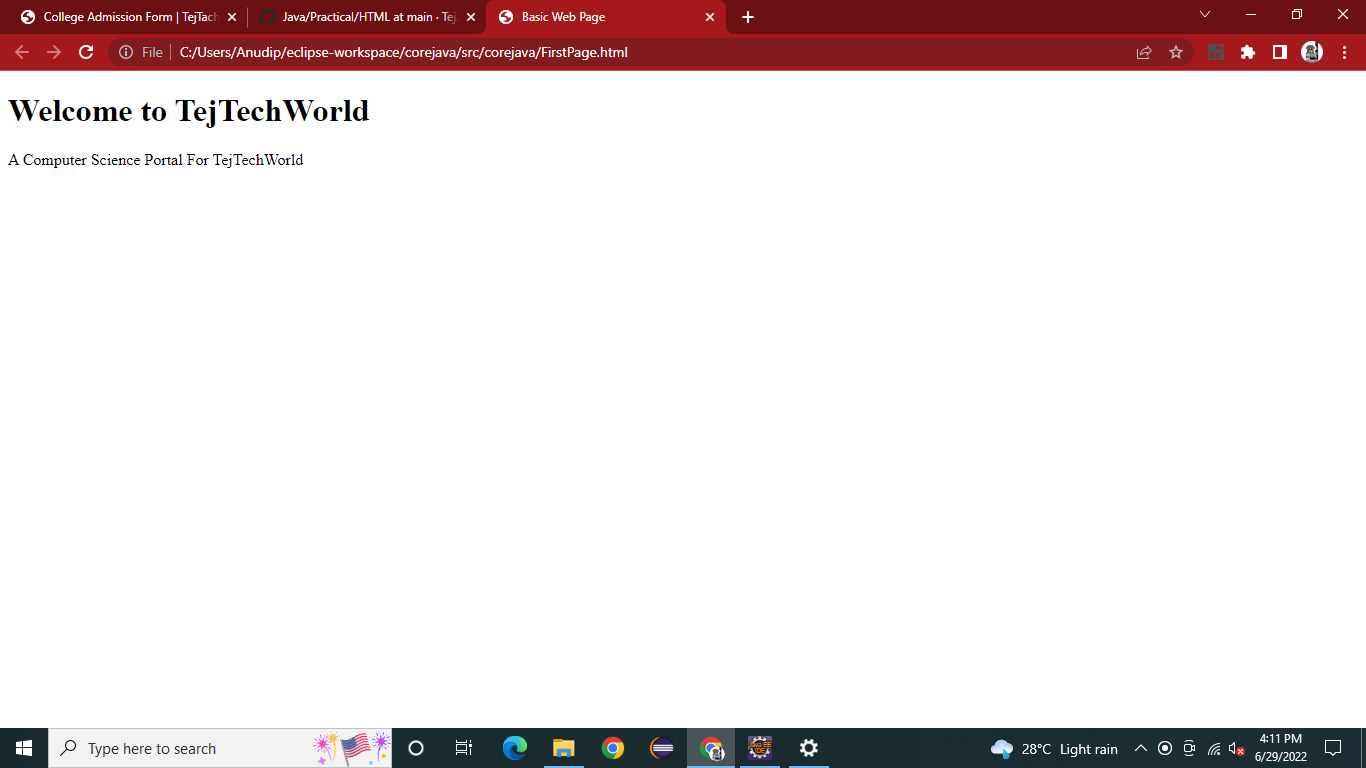 College Admission Form | TejTach
Java/Practical/HTML at main · Tej
Basic Web Page
File
C:/Users/Anudip/eclipse-workspace/corejava/src/corejava/FirstPage.html
Welcome to TejTechWorld
A Computer Science Portal For TejTechWorld
Type here to search
28°C Light rain
4:11 PM
6/29/2022